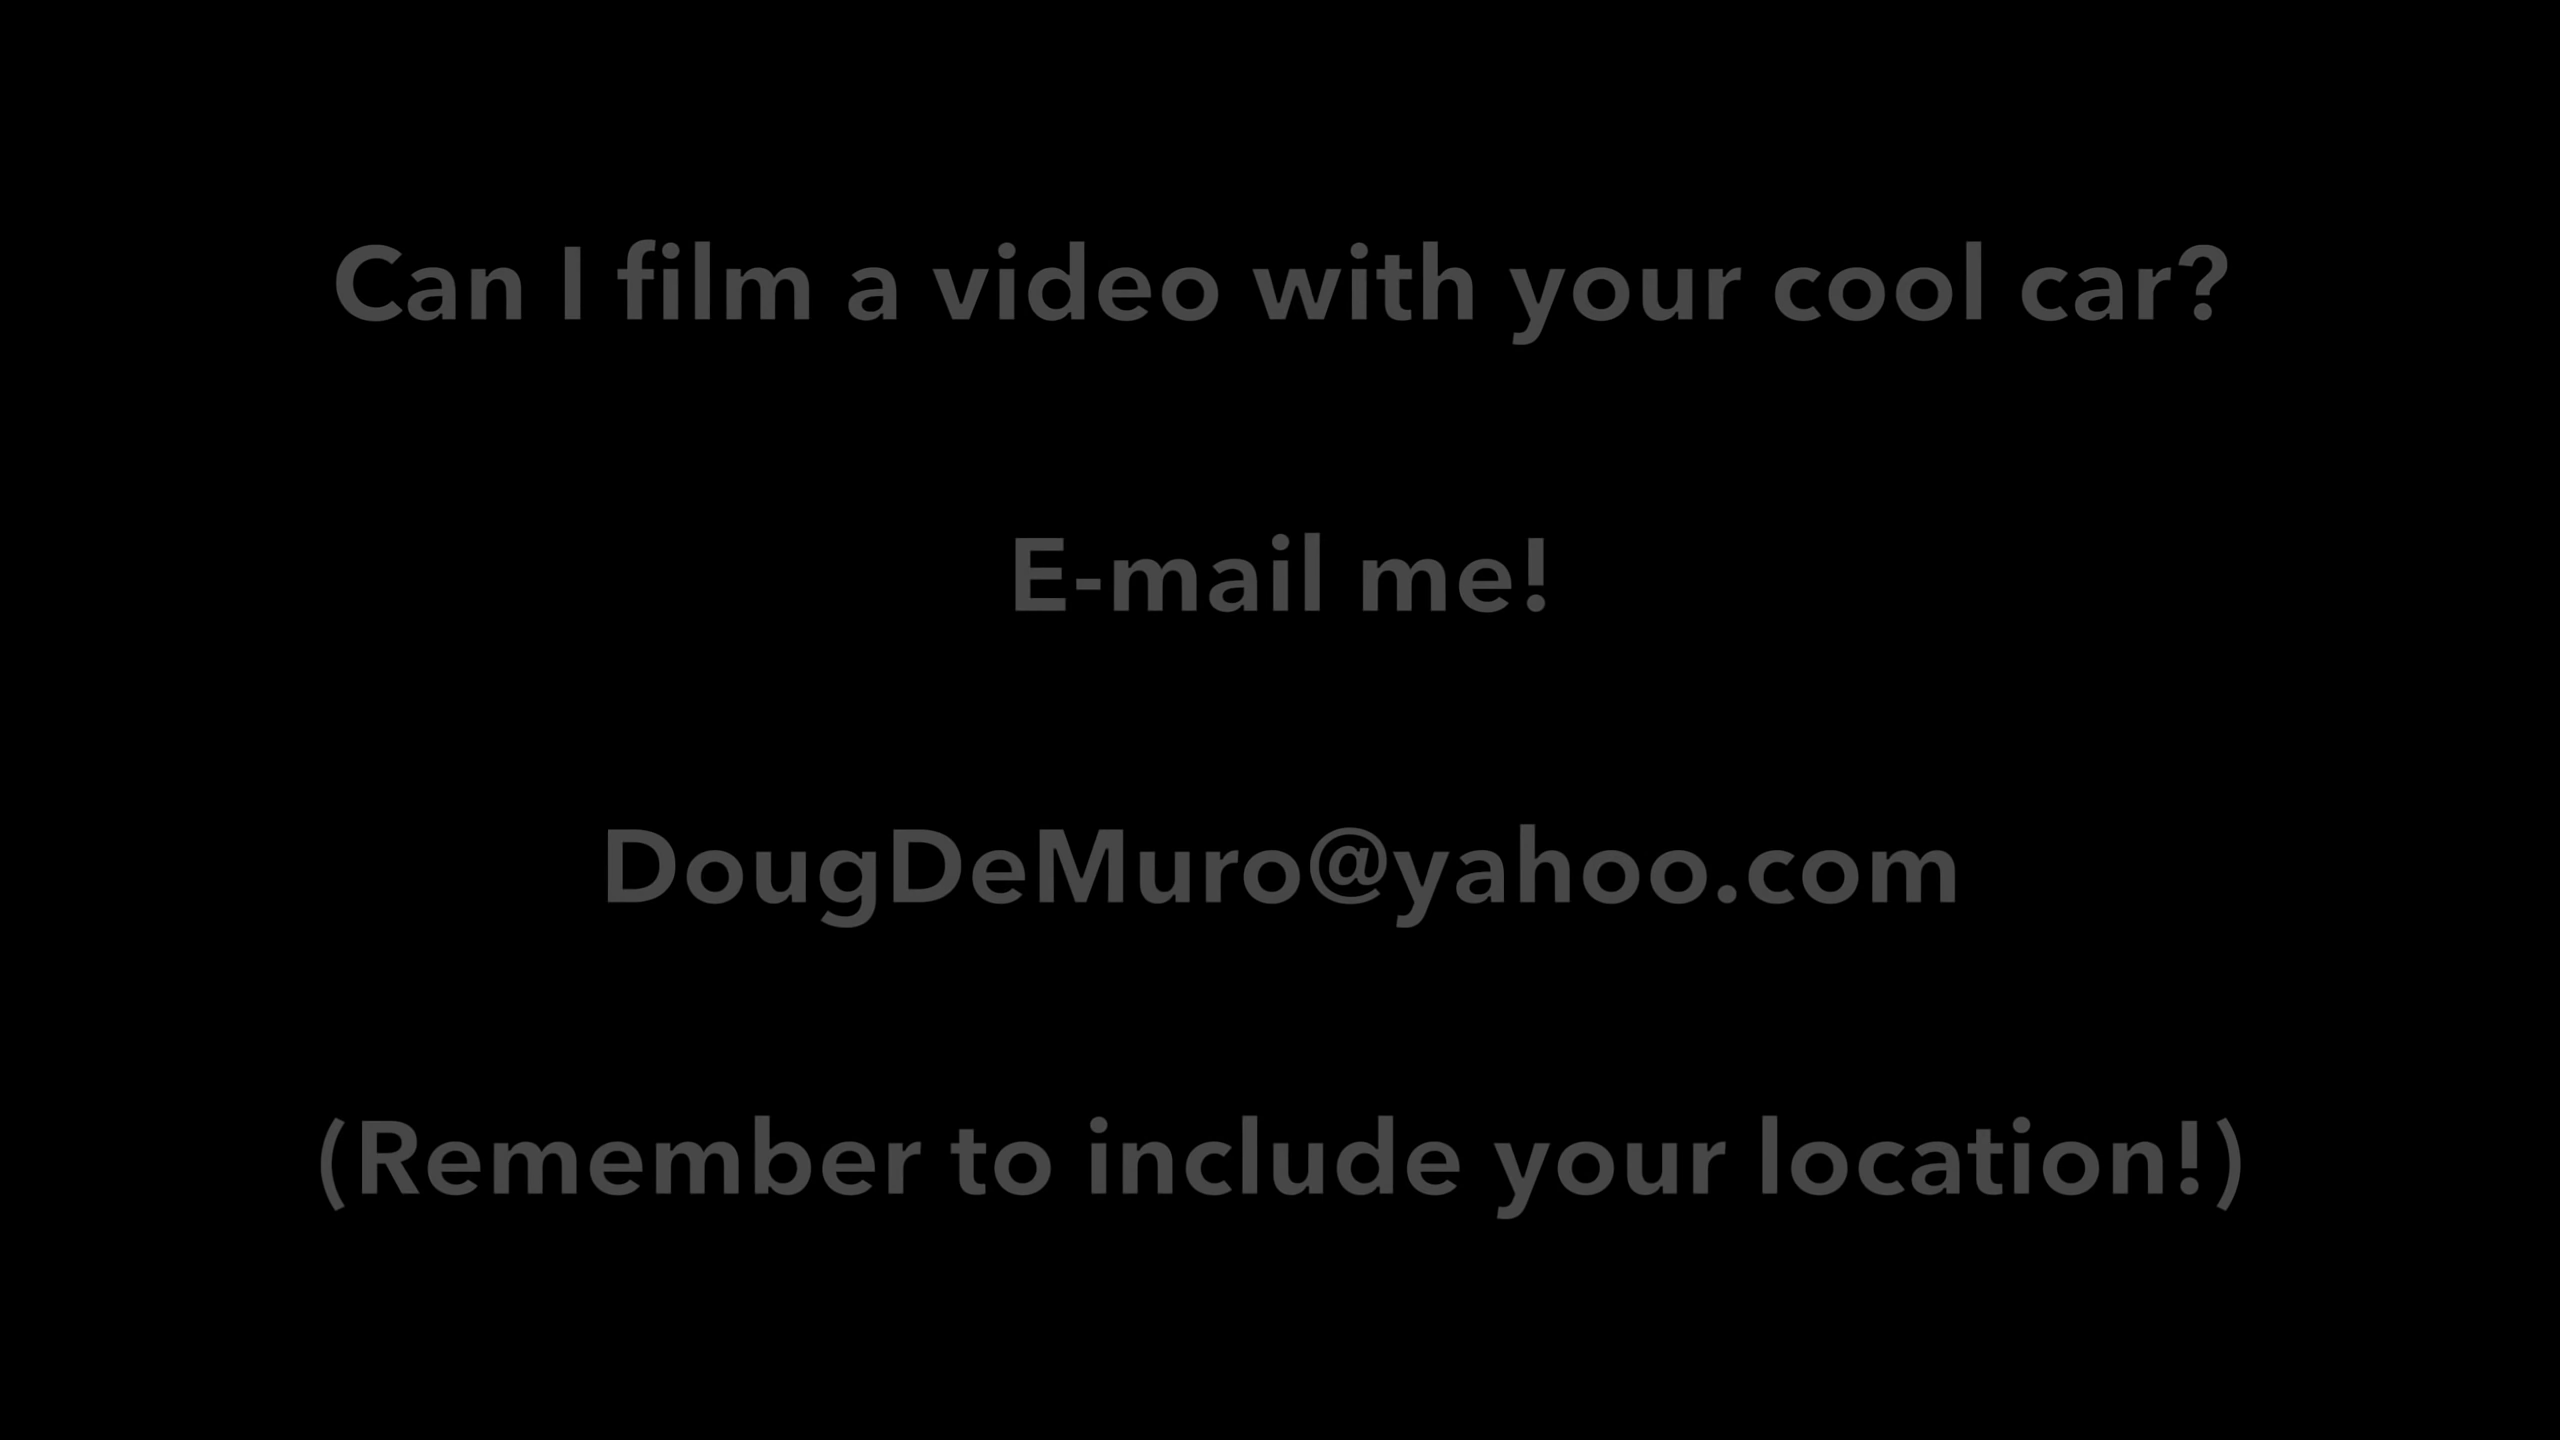 Can I film a video with your cool car?
E-mail me!
DougDeMuro@yahoo.com
(Remember to include your location!)